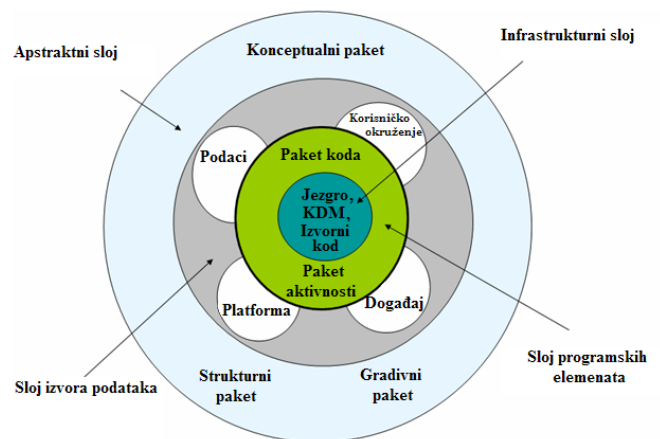 Apstraktni sloj
Konceptualni paket
Infrastrukturni sloj
Podaci
Korisničko
okruženje
Paket koda
Jezgro,
KDM,
Izvorni
kod
Paket
aktivnosti
Platforma
Događaj
Sloj izvora podataka
Strukturni
paket
Gradivni
paket
Sloj programskih
elemenata